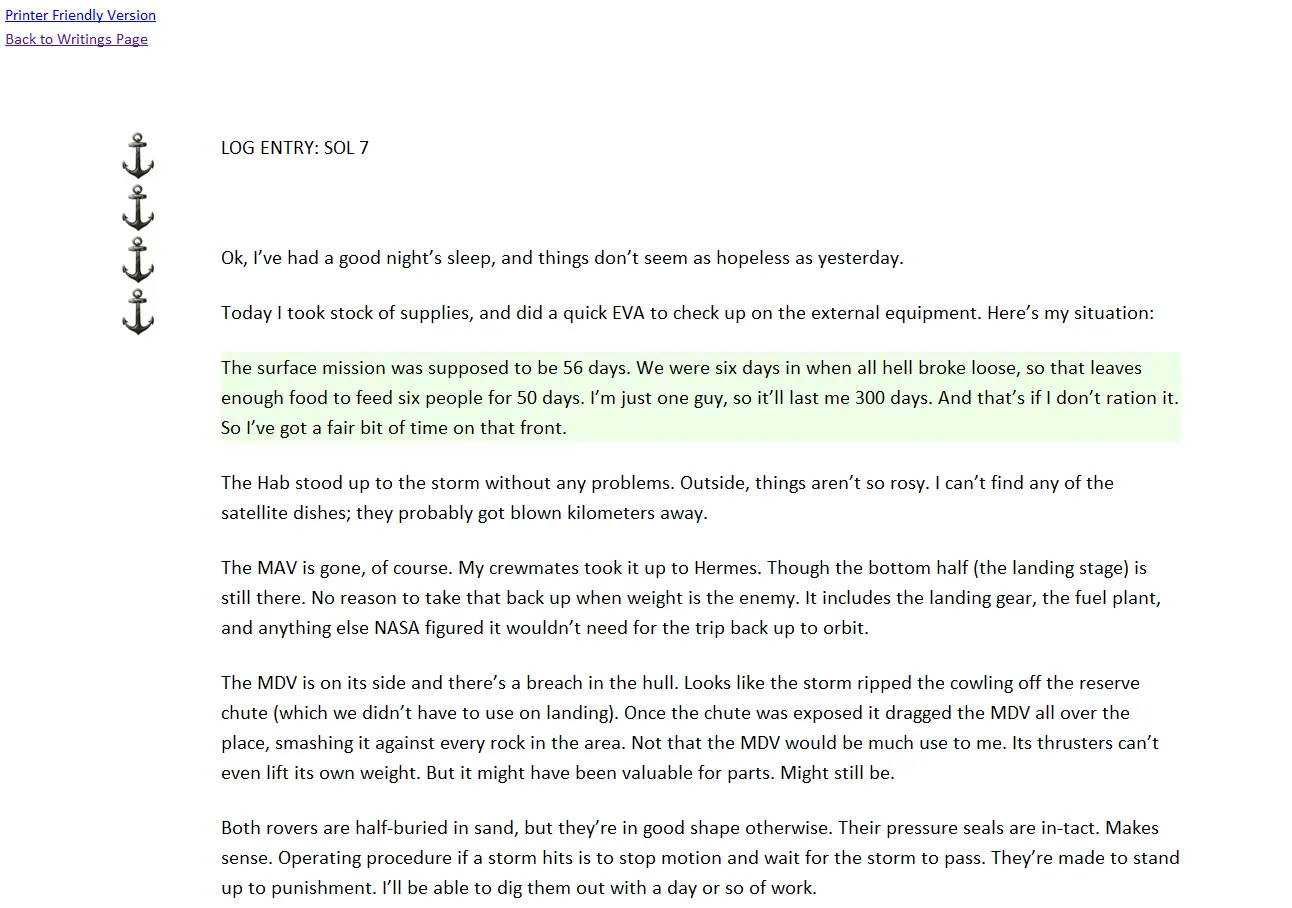 Printer Friendly Version
Back to Writings Page
LOG ENTRY: SOL 7
Ok, I’ve had a good night’s sleep, and things don’t seem as hopeless as yesterday.
Today I took stock of supplies, and did a quick EVA to check up on the external equipment. Here’s my situation:
The surface mission was supposed to be 56 days. We were six days in when all hell broke loose, so that leaves
enough food to feed six people for 50 days. I’m just one guy, so it’ll last me 300 days. And that’s if I don’t ration it.
So I’ve got a fair bit of time on that front.
The Hab stood up to the storm without any problems. Outside, things aren’t so rosy. I can’t find any of the
satellite dishes; they probably got blown kilometers away.
The MAV is gone, of course. My crewmates took it up to Hermes. Though the bottom half (the landing stage) is
still there. No reason to take that back up when weight is the enemy. It includes the landing gear, the fuel plant,
and anything else NASA figured it wouldn’t need for the trip back up to orbit.
The MDV is on its side and there’s a breach in the hull. Looks like the storm ripped the cowling off the reserve
chute (which we didn’t have to use on landing). Once the chute was exposed it dragged the MDV all over the
place, smashing it against every rock in the area. Not that the MDV would be much use to me. Its thrusters can’t
even lift its own weight. But it might have been valuable for parts. Might still be.
Both rovers are half-buried in sand, but they’re in good shape otherwise. Their pressure seals are in-tact. Makes
sense. Operating procedure if a storm hits is to stop motion and wait for the storm to pass. They’re made to stand
up to punishment. I’ll be able to dig them out with a day or so of work.